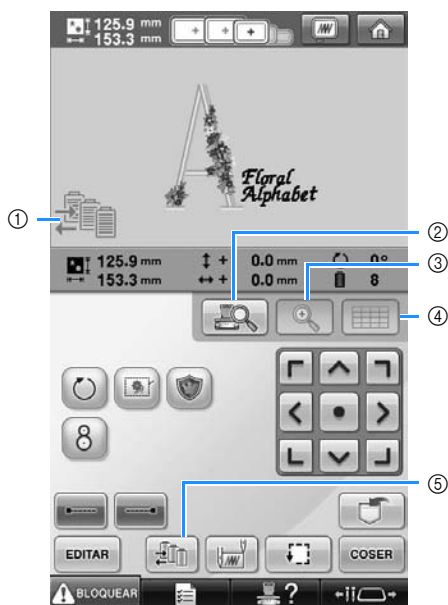 125.9 mm
153.3 mm
Floral
Alphabet
①
②
125.9 mm + 0.0 mm 0°
③
153.3 mm + 0.0 mm 8
④
⑤
EDITAR COSER
BLOQUEAR ?